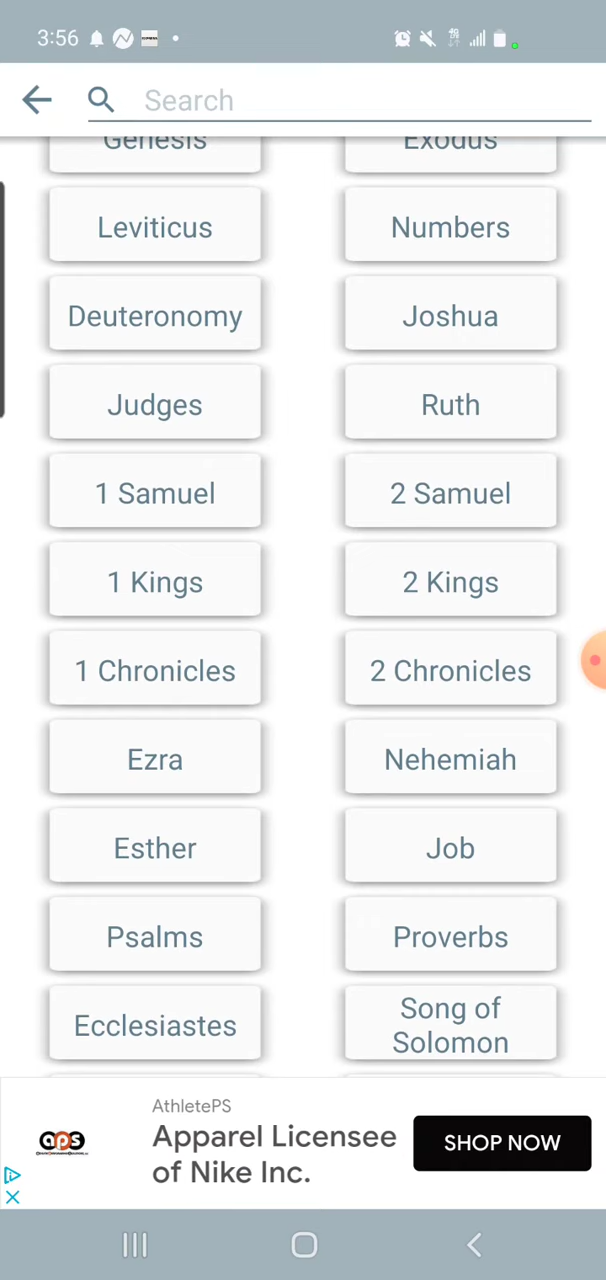 3:56
Search
Genesis
Exodus
Leviticus
Numbers
Deuteronomy
Joshua
Judges
Ruth
1 Samuel
2 Samuel
1 Kings
2 Kings
1 Chronicles
2 Chronicles
Ezra
Nehemiah
Esther
Job
Psalms
Proverbs
Ecclesiastes
Song of
Solomon
AthletePS
Apparel Licensee
of Nike Inc.
SHOP NOW
aps